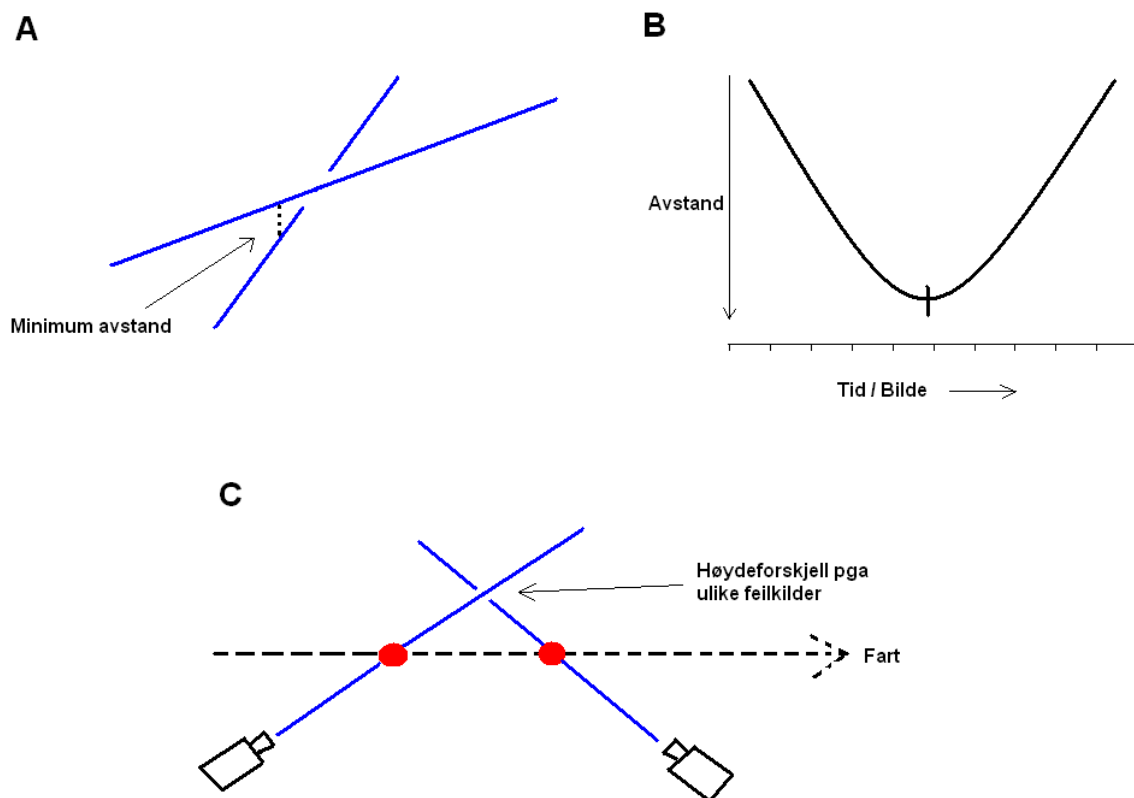 A
B
Avstand
Minimum avstand
Tid / Bilde
C
Høydeforskjell pga
ulike feilkilder
Fart